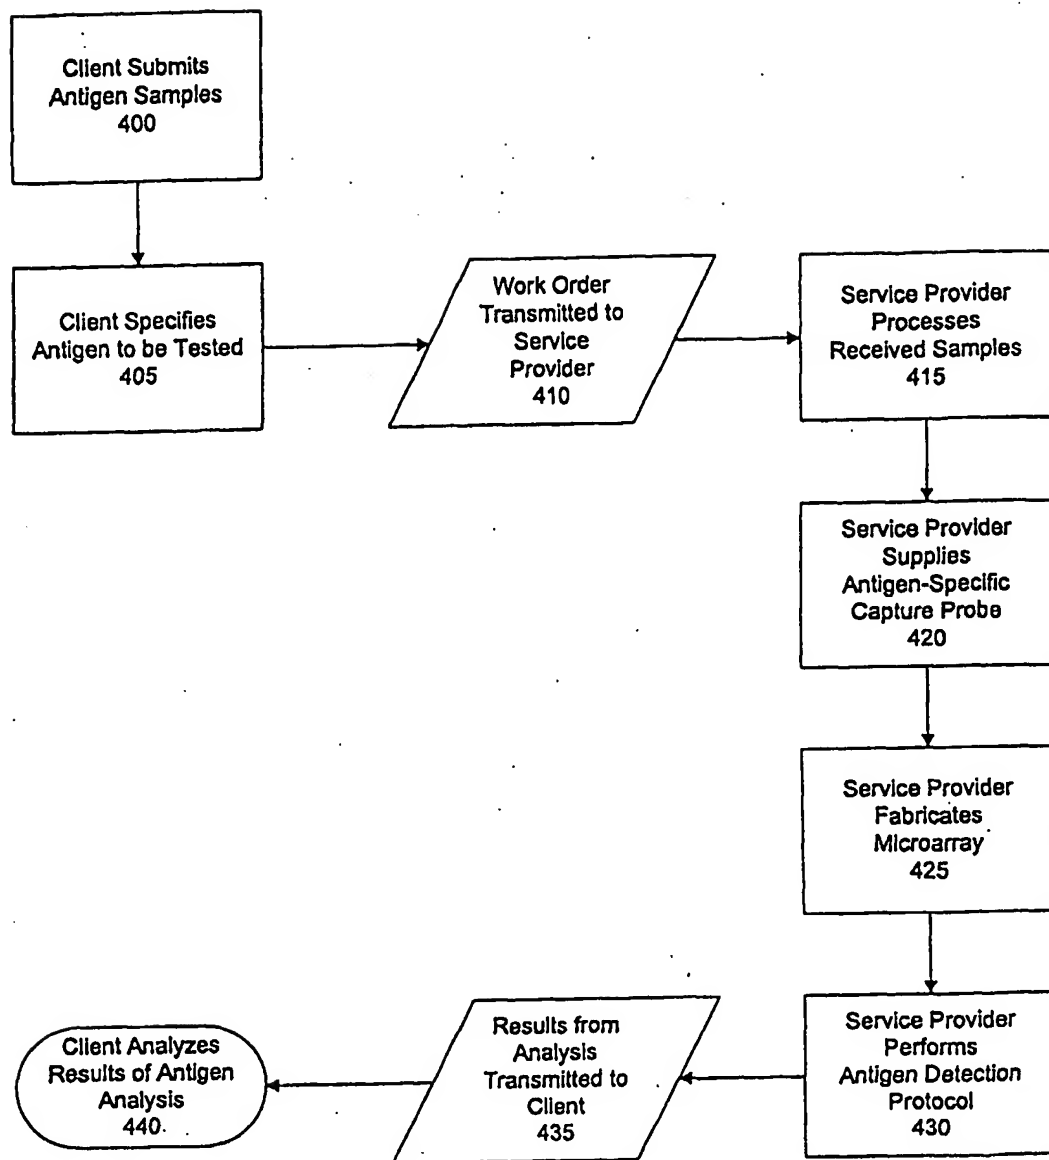 Client Submits
Antigen Samples
400
Client Specifies
Antigen to be Tested
405
Work Order
Transmitted to
Service
Provider
410
Service Provider
Processes
Received Samples
415
Service Provider
Supplies
Antigen-Specific
Capture Probe
420
Service Provider
Fabricates
Microarray
425
Service Provider
Performs
Antigen Detection
Protocol
430
Results from
Analysis
Transmitted to
Client
435
Client Analyzes
Results of Antigen
Analysis
440